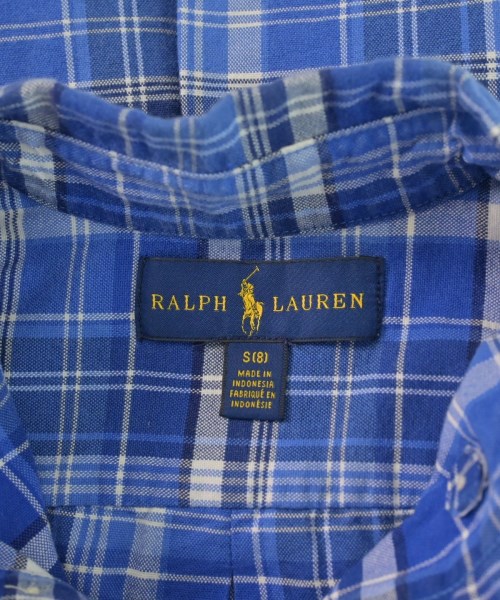 RALPH LAUREN
S(8)
MADE IN
INDONESIA
FABRIQUÉ EN
INDONÉSIE